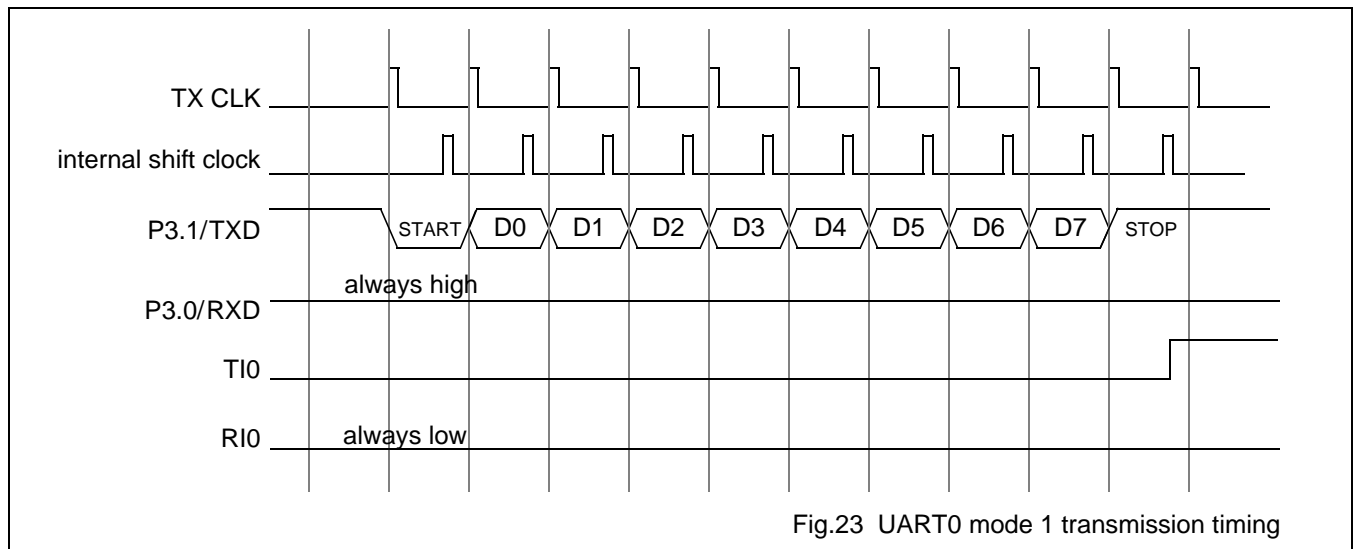 TX CLK
internal shift clock
P3.1/TXD
START D0 D1 D2 D3 D4 D5 D6 D7 STOP
always high
P3.0/RXD
TI0
RI0
always low
Fig.23 UART0 mode 1 transmission timing